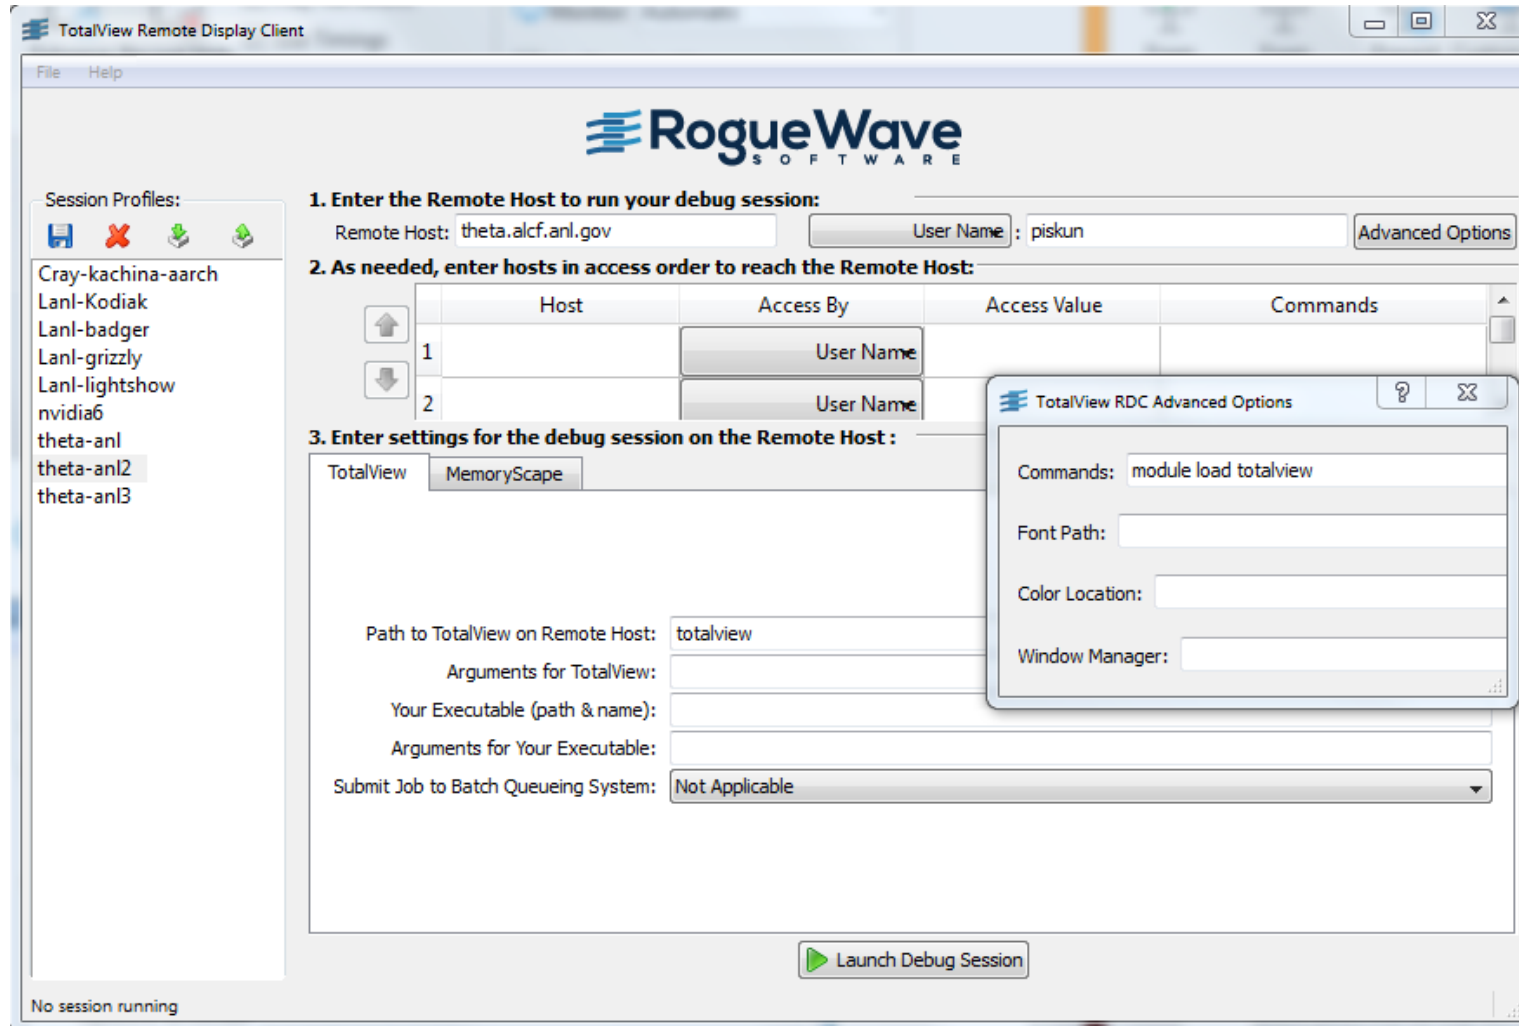 TotalView Remote Display Client
File Help
RogueWave
SOFTWARE
Session Profiles:
Cray-kachina-aarch
Lanl-Kodiak
Lanl-badger
Lanl-grizzly
Lanl-lightshow
nvidia6
theta-anl
theta-anl2
theta-anl3
1. Enter the Remote Host to run your debug session:
Remote Host: theta.alcf.anl.gov User Name : piskun Advanced Options
2. As needed, enter hosts in access order to reach the Remote Host:
Host Access By Access Value Commands
1 User Name
2 User Name
3. Enter settings for the debug session on the Remote Host :
TotalView MemoryScape
Path to TotalView on Remote Host: totalview
Arguments for TotalView:
Your Executable (path & name):
Arguments for Your Executable:
Submit Job to Batch Queueing System: Not Applicable
Launch Debug Session
No session running
TotalView RDC Advanced Options
Commands: module load totalview
Font Path:
Color Location:
Window Manager: